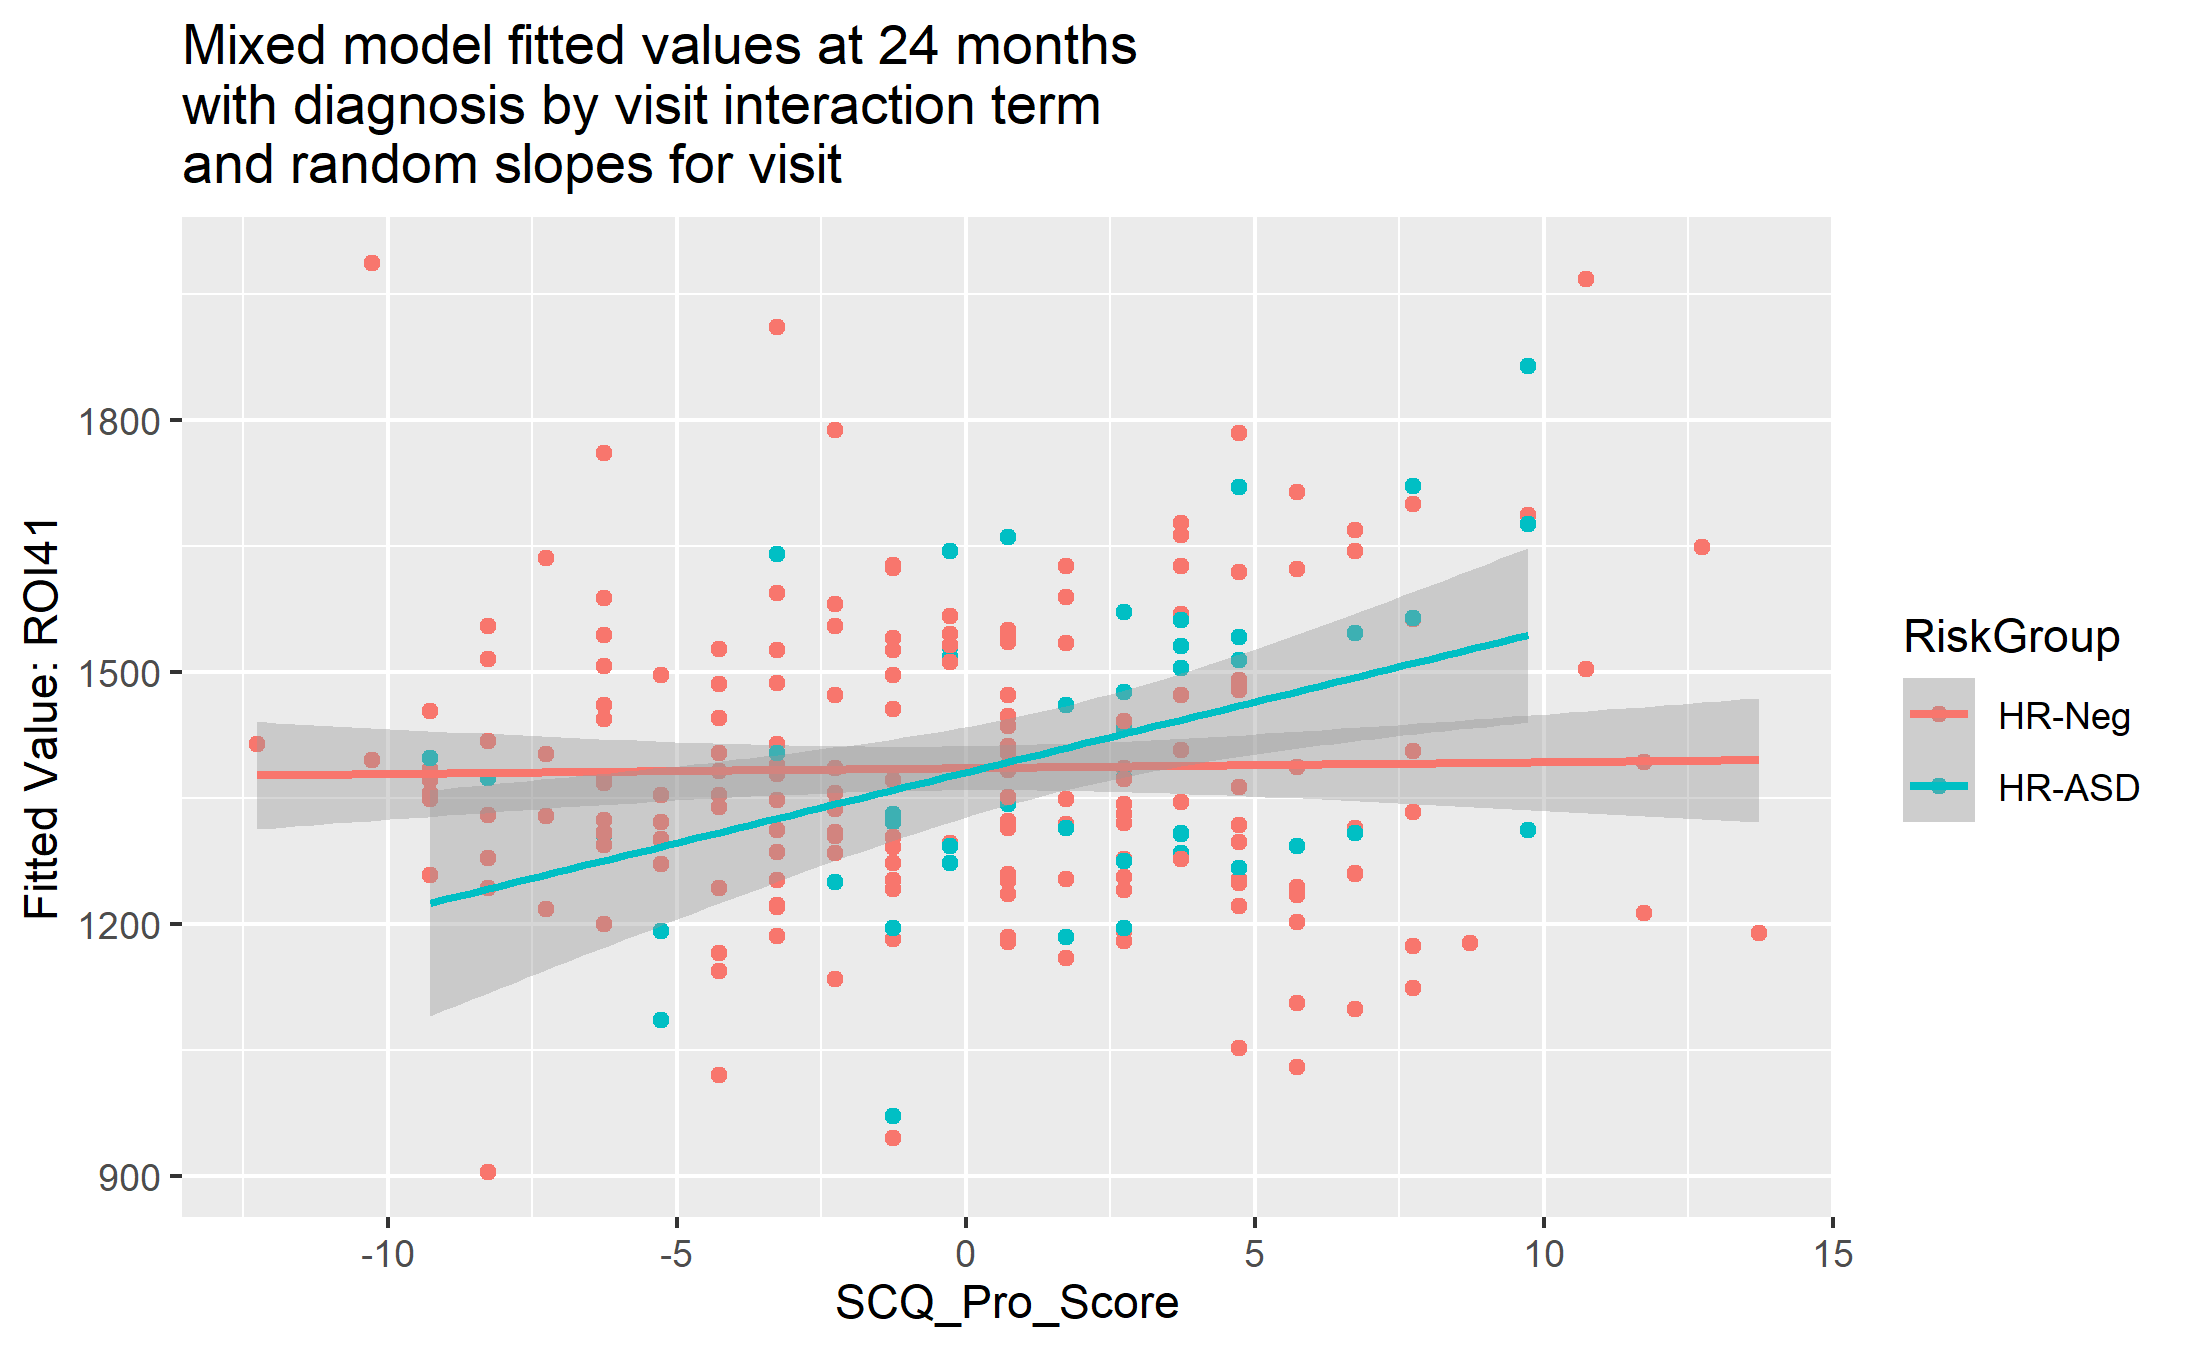 Mixed model fitted values at 24 months
with diagnosis by visit interaction term
and random slopes for visit
Fitted Value: ROI41
1800
1500
1200
900
-10
-5
0
5
10
15
SCQ_Pro_Score
RiskGroup
HR-Neg
HR-ASD